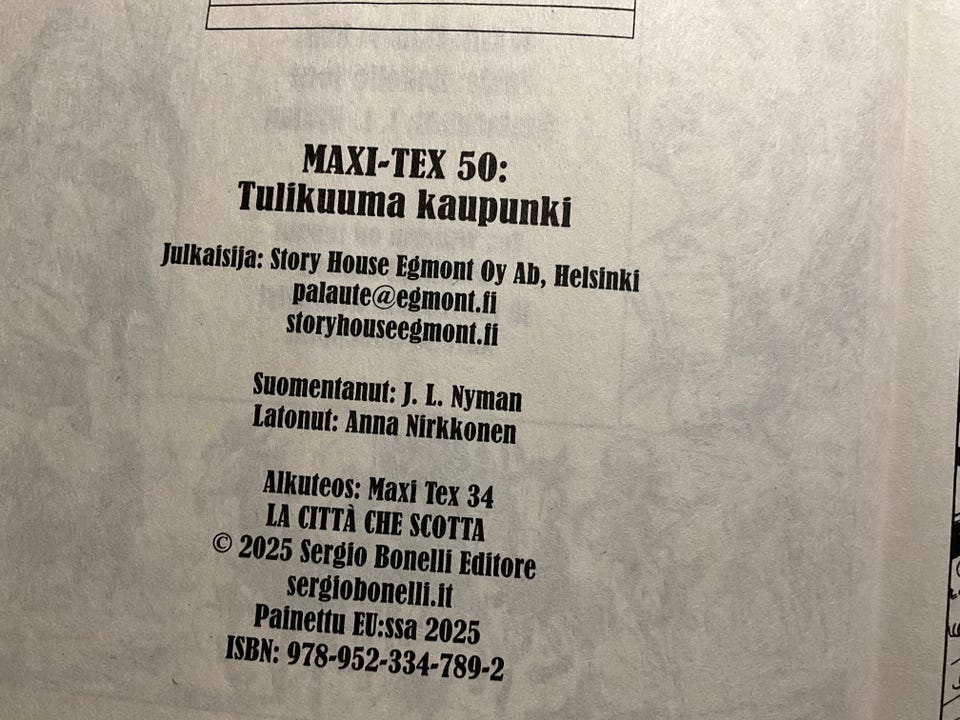 MAXI-TEX 50:
Tulikuuma kaupunki
Julkaisija: Story House Egmont Oy Ab, Helsinki
palaute@egmont.fi
storyhouseegmont.fi
Suomentanut: J. L. Nyman
Latonut: Anna Nirkkonen
Alkuteos: Maxi Tex 34
LA CITTÀ CHE SCOTTA
© 2025 Sergio Bonelli Editore
sergiobonelli.it
Painettu EU:ssa 2025
ISBN: 978-952-334-789-2